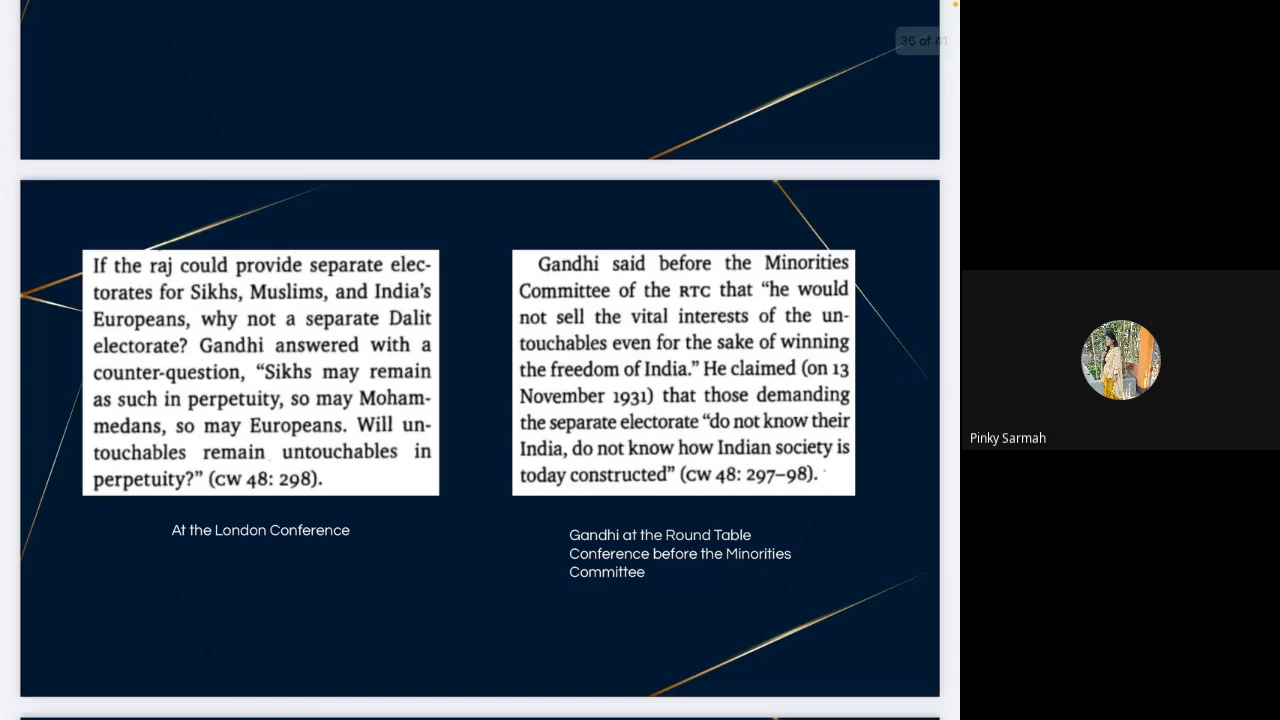 36 of 41
If the raj could provide separate elec-
torates for Sikhs, Muslims, and India's
Europeans, why not a separate Dalit
electorate? Gandhi answered with a
counter-question, “Sikhs may remain
as such in perpetuity, so may Moham-
medans, so may Europeans. Will un-
touchables remain untouchables in
perpetuity?” (CW 48: 298).
At the London Conference
Gandhi said before the Minorities
Committee of the RTC that “he would
not sell the vital interests of the un-
touchables even for the sake of winning
the freedom of India.” He claimed (on 13
November 1931) that those demanding
the separate electorate “do not know their
India, do not know how Indian society is
today constructed” (CW 48: 297–98).
Gandhi at the Round Table
Conference before the Minorities
Committee
Pinky Sarmah